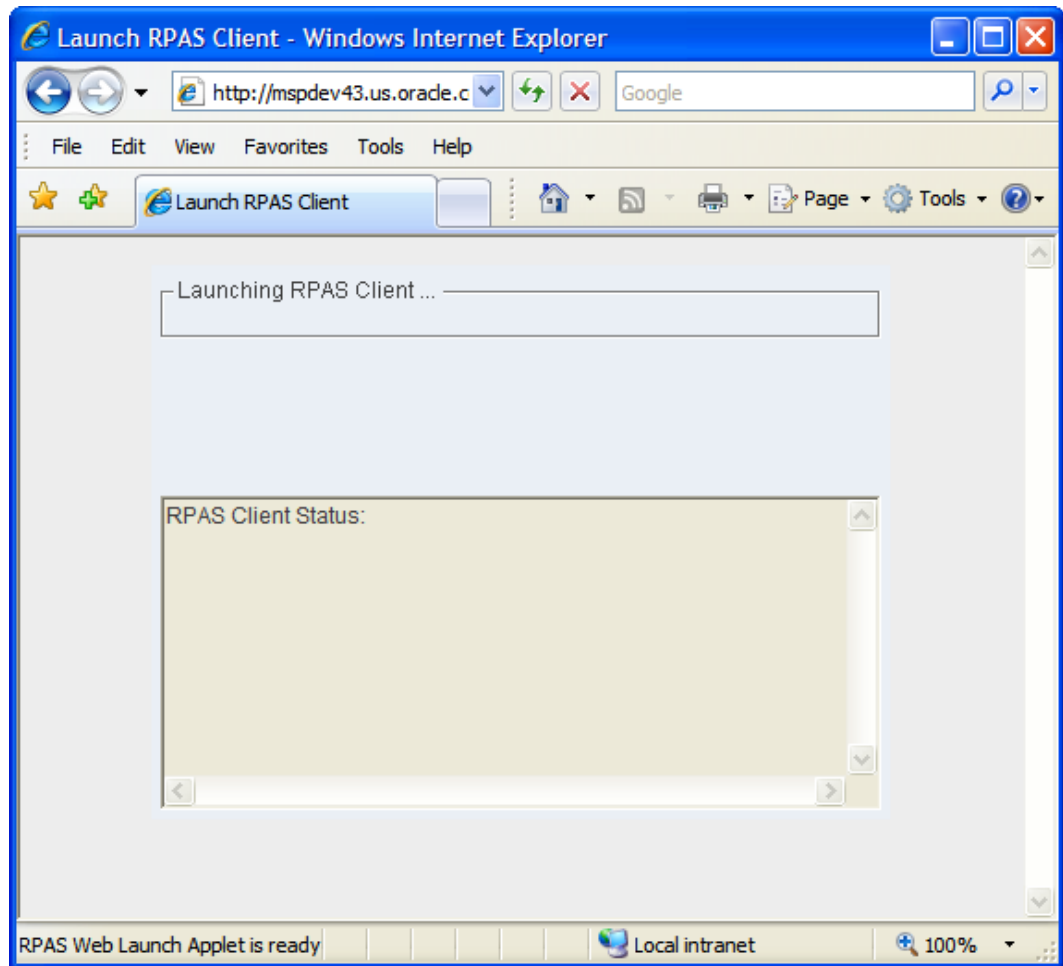 Launch RPAS Client - Windows Internet Explorer
http://mspdev43.us.oracle.c
Google
File Edit View Favorites Tools Help
Launch RPAS Client
Page Tools
Launching RPAS Client ...
RPAS Client Status:
RPAS Web Launch Applet is ready
Local intranet
100%